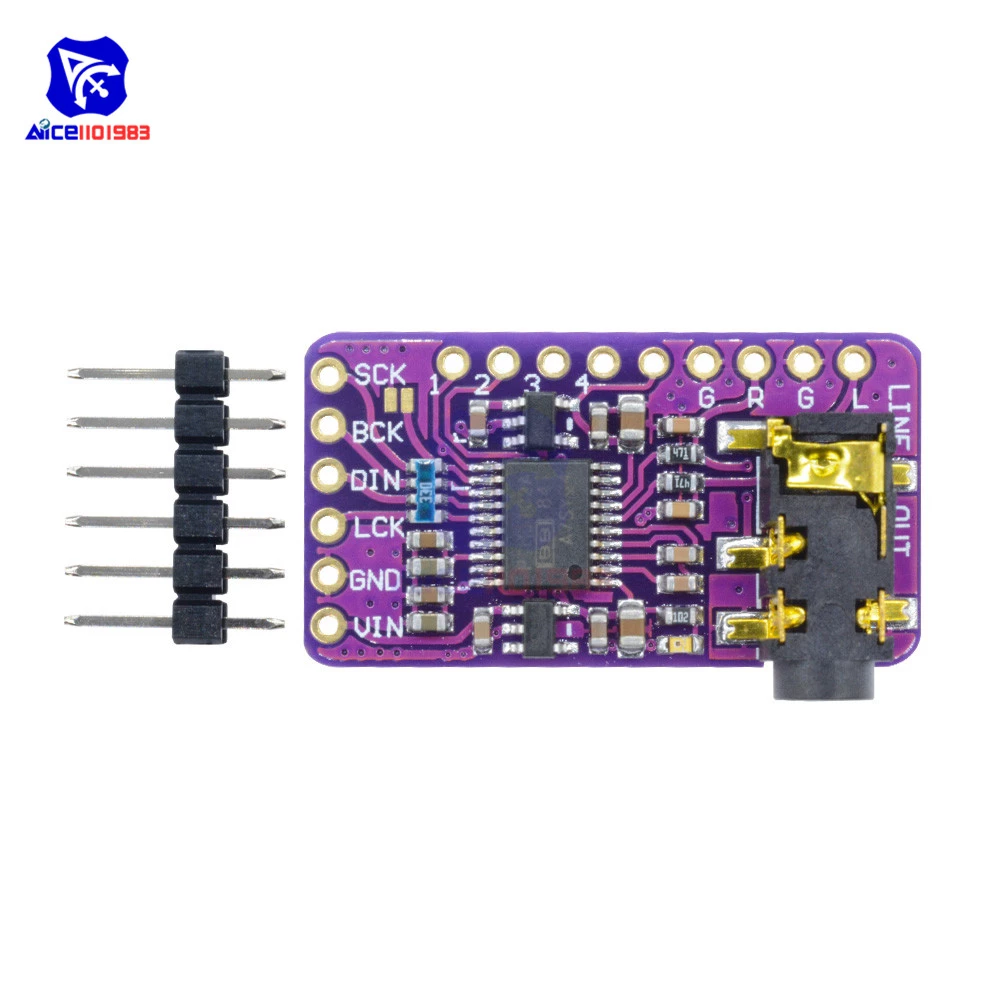 Aice1101983
SCK
BCK
DIN
LCK
GND
VIN
1 2 3 4
G R G L
LINE OUT
330
471
471
102